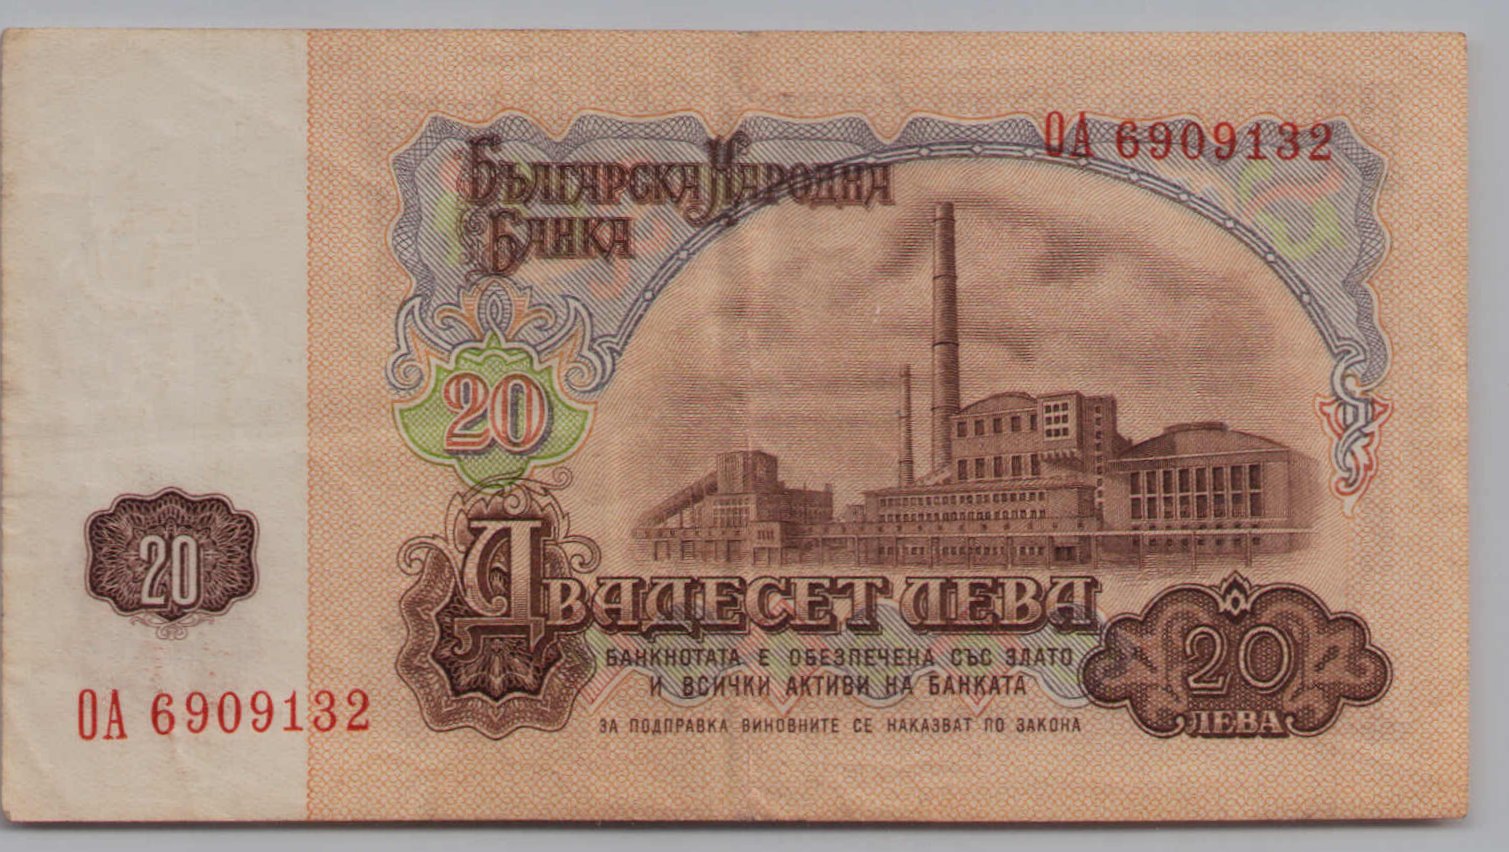 ОА 6909132
Българска Народна
Банка
20
Двадесет лева
20
БАНКНОТАТА Е ОБЕЗПЕЧЕНА СЪС ЗЛАТО
И ВСИЧКИ АКТИВИ НА БАНКАТА
20
ЛЕВА
ОА 6909132
ЗА ПОДПРАВКА ВИНОВНИТЕ СЕ НАКАЗВАТ ПО ЗАКОНА